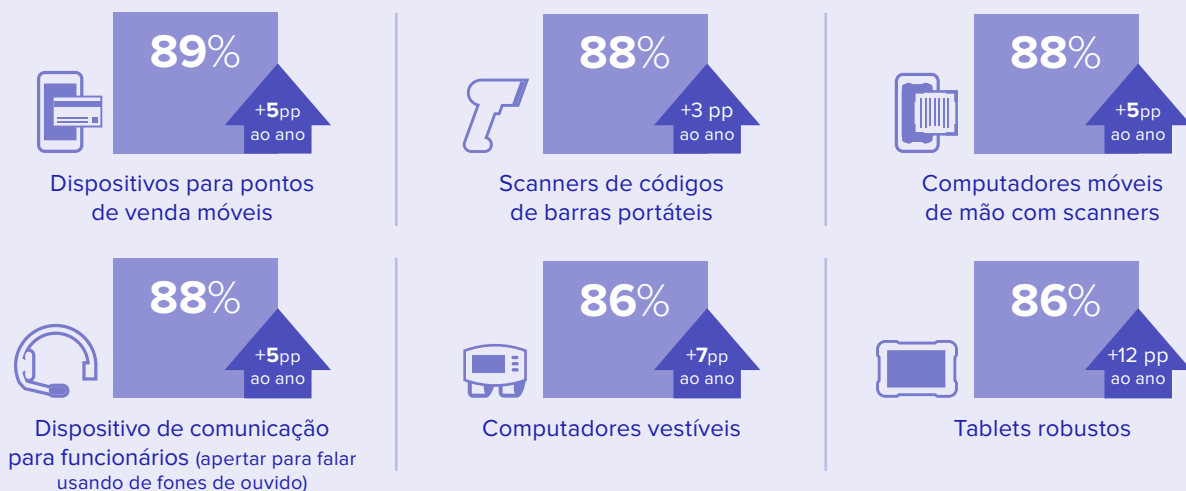 89%
+5pp
ao ano
Dispositivos para pontos
de venda móveis
88%
+3 pp
ao ano
Scanners de códigos
de barras portáteis
88%
+5pp
ao ano
Computadores móveis
de mão com scanners
88%
+5pp
ao ano
Dispositivo de comunicação
para funcionários (apertar para falar
usando de fones de ouvido)
86%
+7pp
ao ano
Computadores vestíveis
86%
+12 pp
ao ano
Tablets robustos